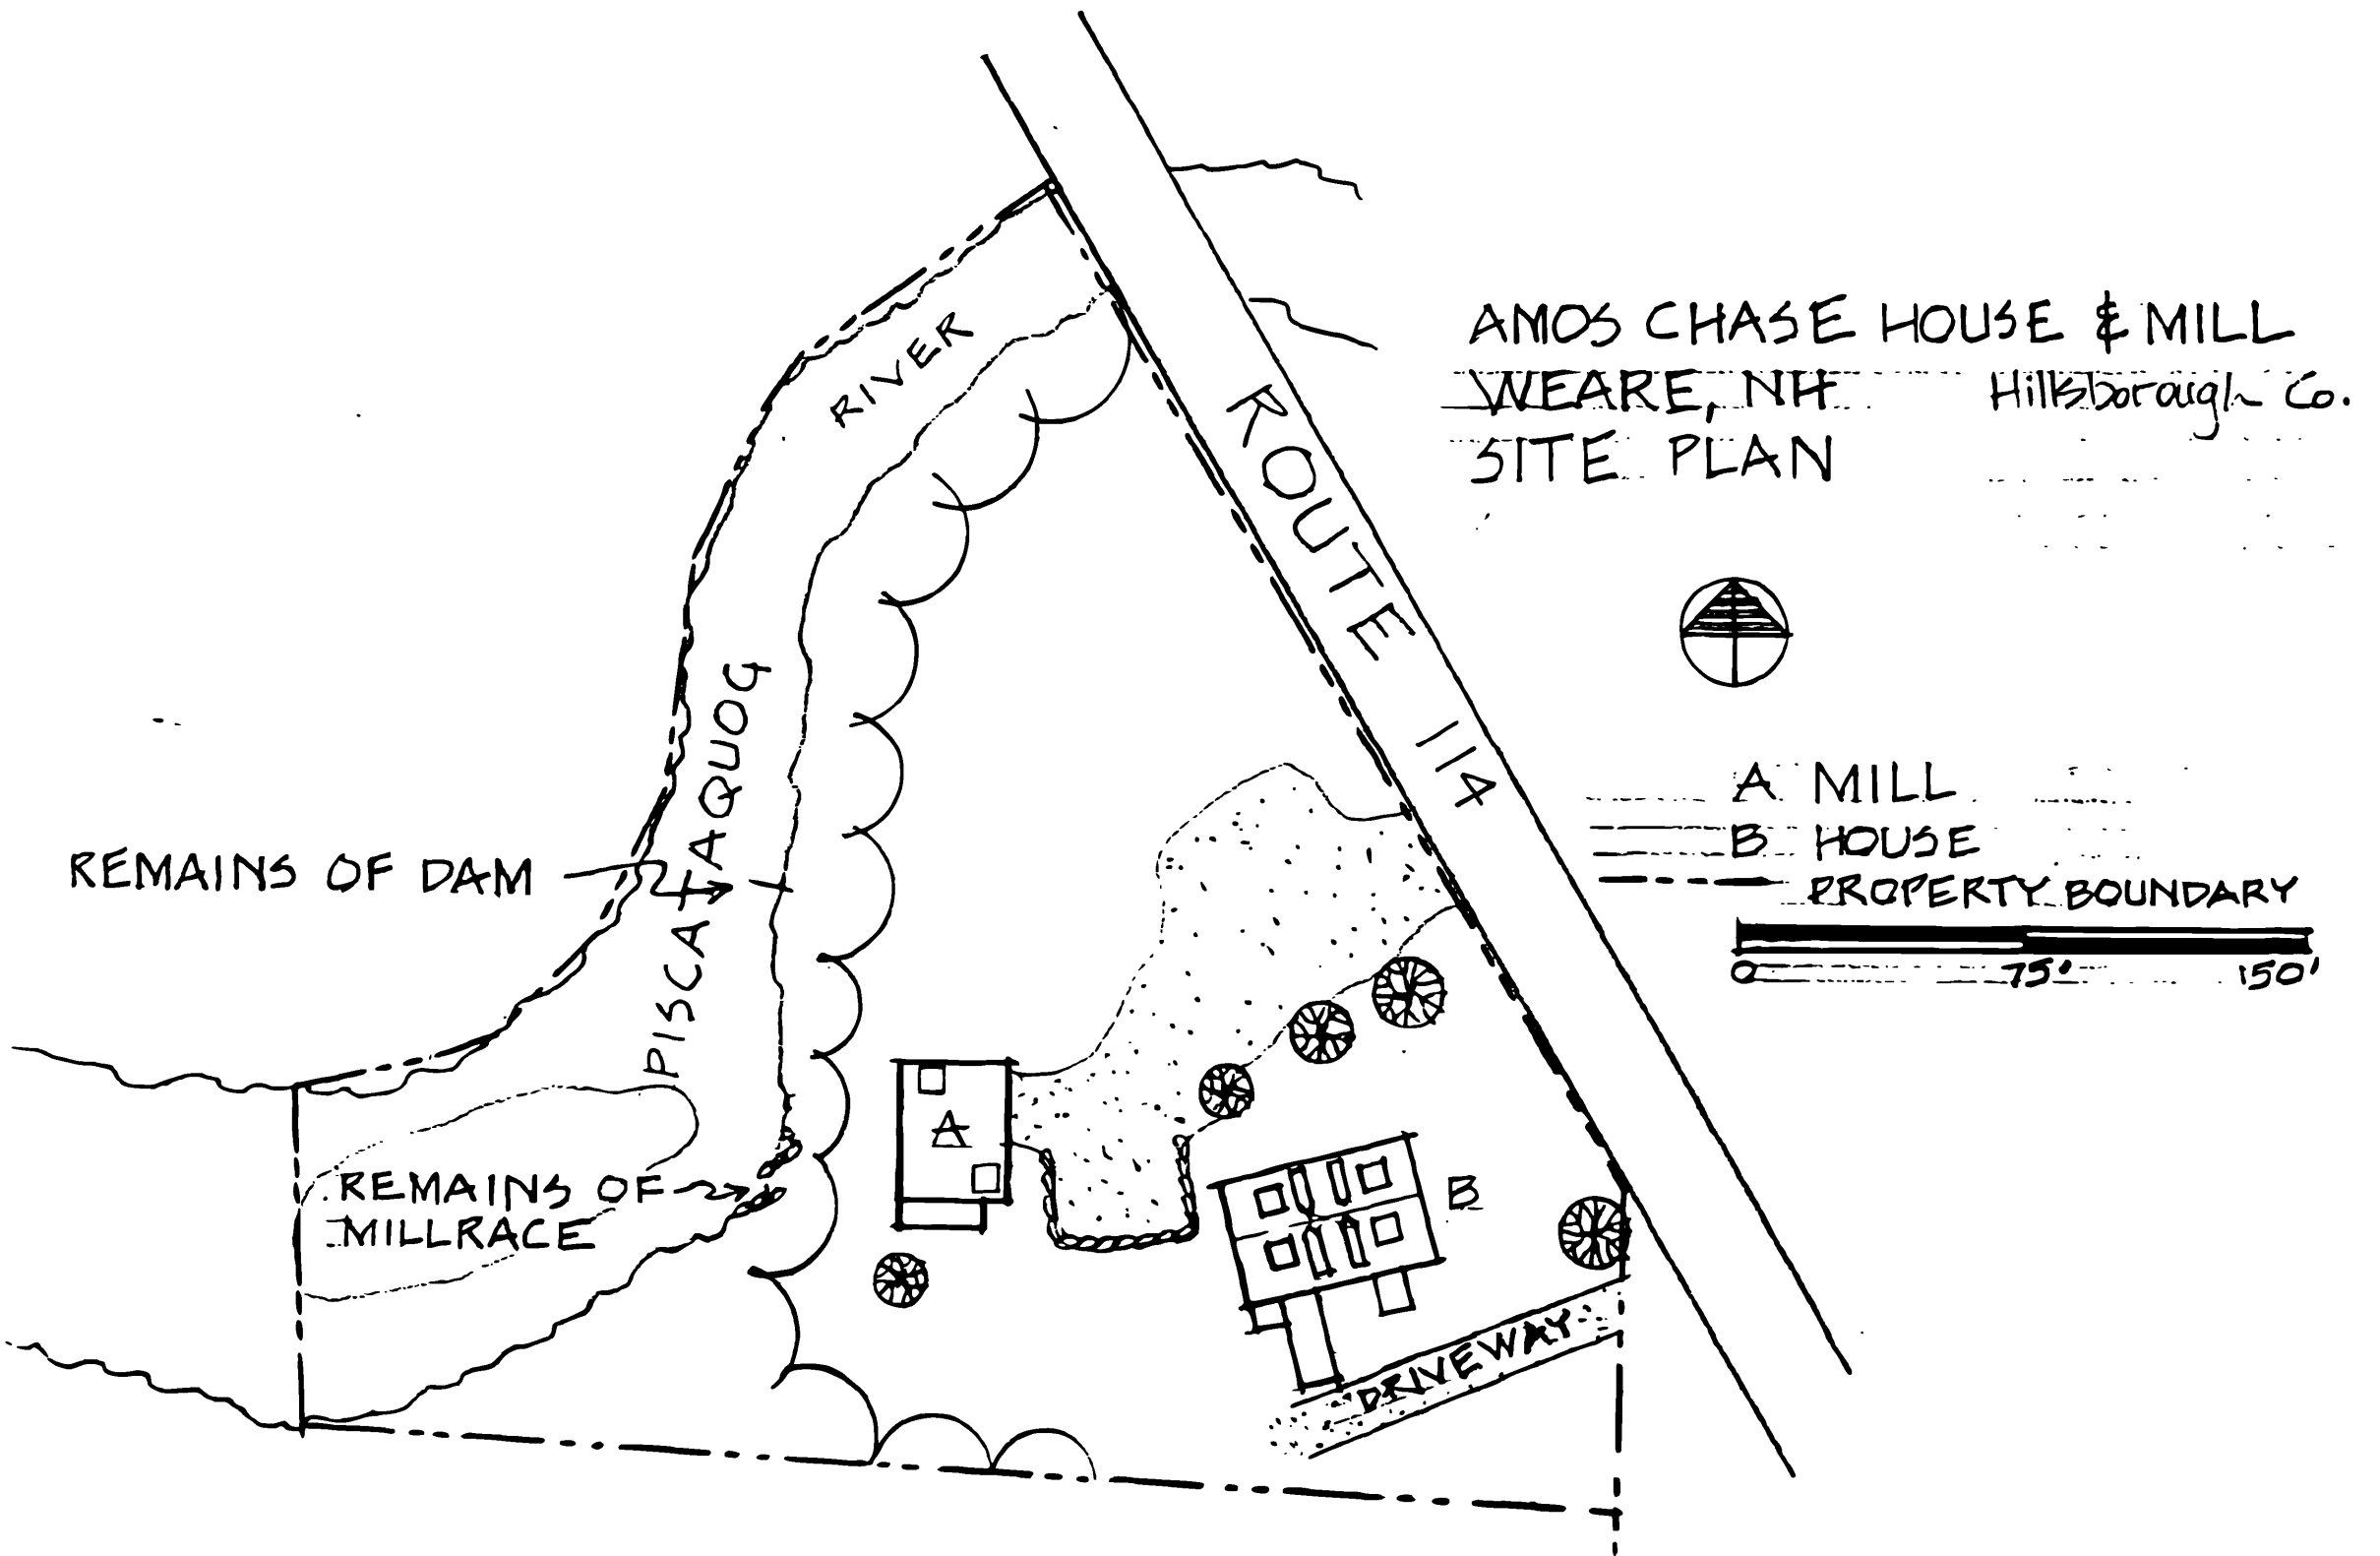 AMOS CHASE HOUSE & MILL
WEARE, NH Hillsborough Co.
SITE PLAN
RIVER
ROUTE 114
PISCATAQUOG
A MILL
B HOUSE
PROPERTY BOUNDARY
0 75' 150'
REMAINS OF DAM
A
REMAINS OF
MILLRACE
B
DRIVEWAY